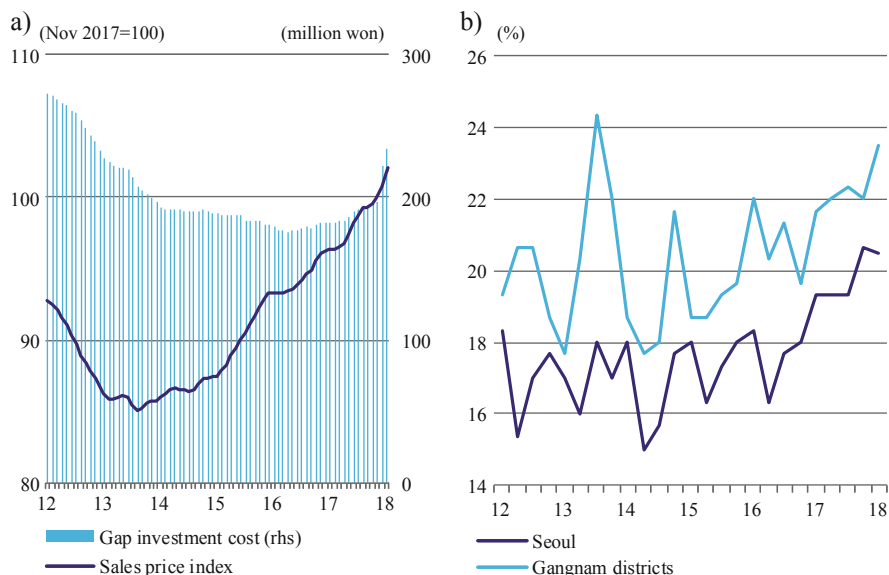 a)
(Nov 2017=100) (million won)
110 300
100 200
90 100
80 0
12 13 14 15 16 17 18
Gap investment cost (rhs)
Sales price index
b)
(%)
26
24
22
20
18
16
14
12 13 14 15 16 17 18
Seoul
Gangnam districts